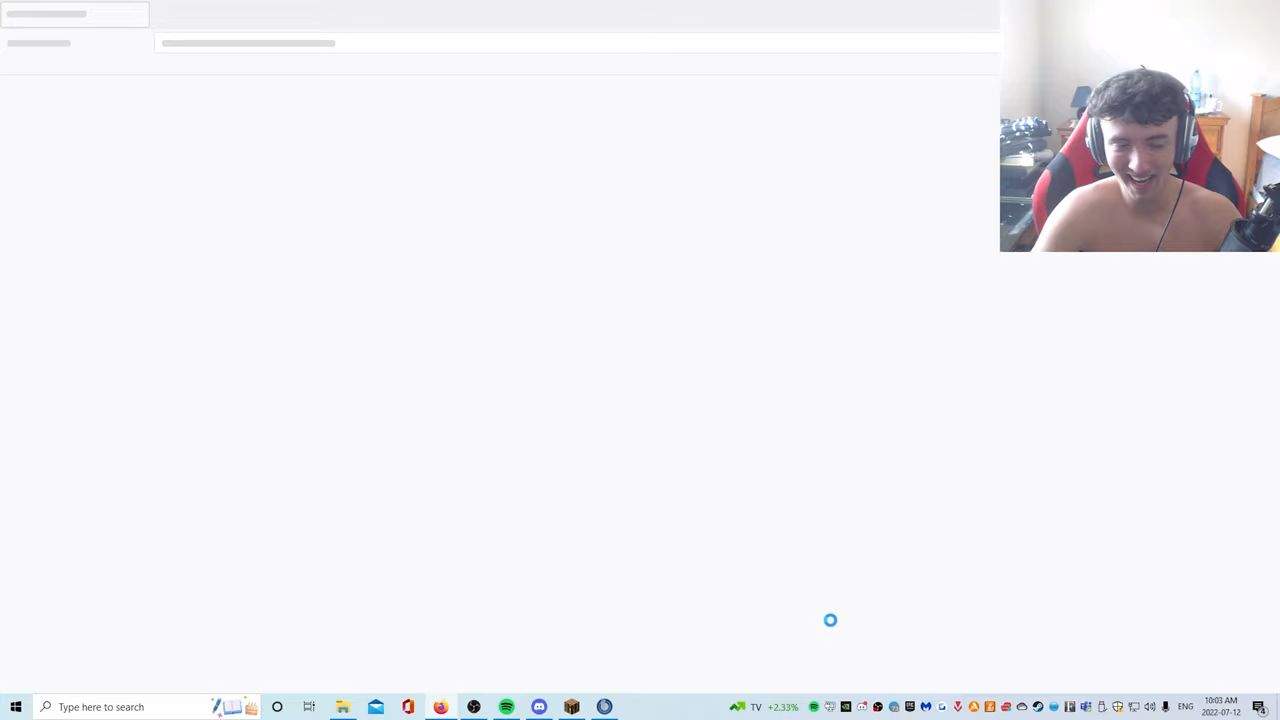 Type here to search
TV +2.33%
ENG
10:03 AM
2022-07-12